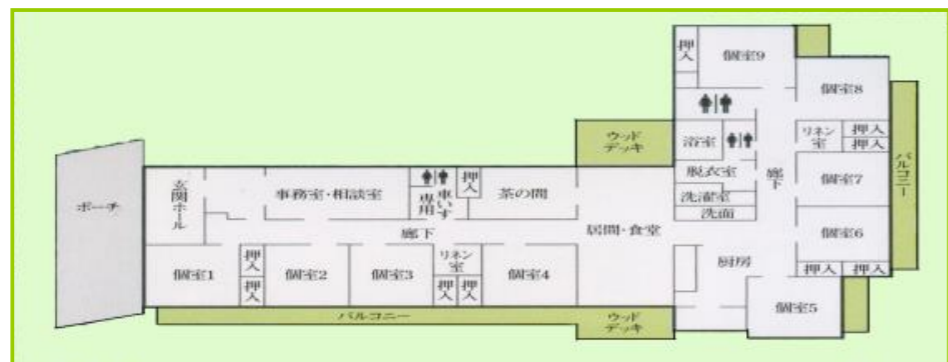 押入
個室9
個室8
ウッド
デッキ
浴室
リネン
室
押入
押入
脱衣室
廊下
バルコニー
ポーチ
玄関ホール
事務室・相談室
車いす
専用
押入
茶の間
洗濯室
個室7
洗面
廊下
居間・食堂
個室6
個室1
押入
押入
個室2
個室3
リネン
室
押入
押入
個室4
厨房
押入
押入
個室5
バルコニー
ウッド
デッキ